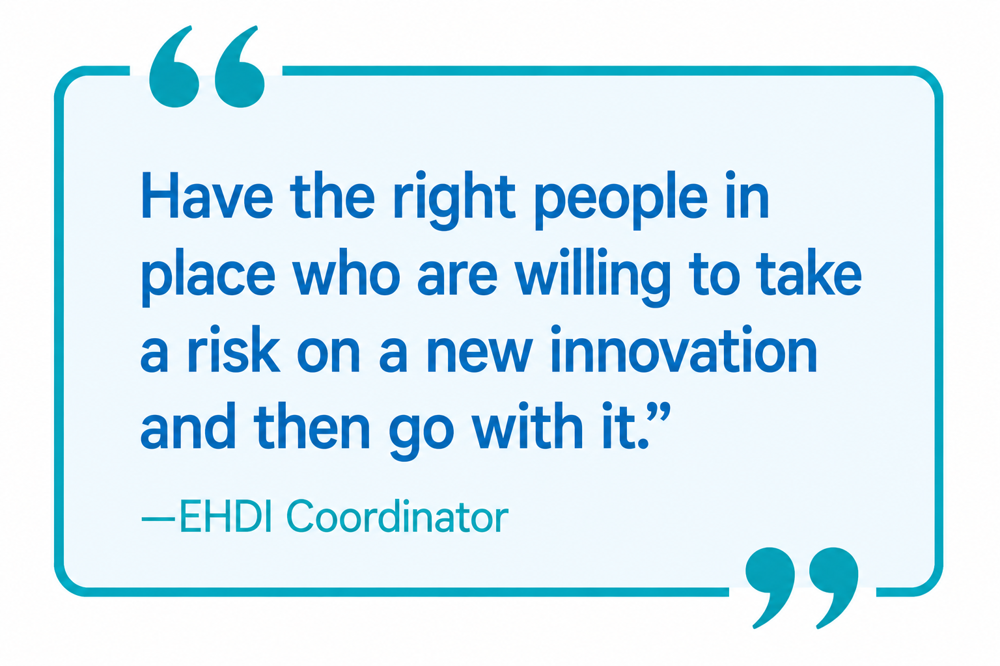 “
Have the right people in
place who are willing to take
a risk on a new innovation
and then go with it.”
—EHDI Coordinator
”